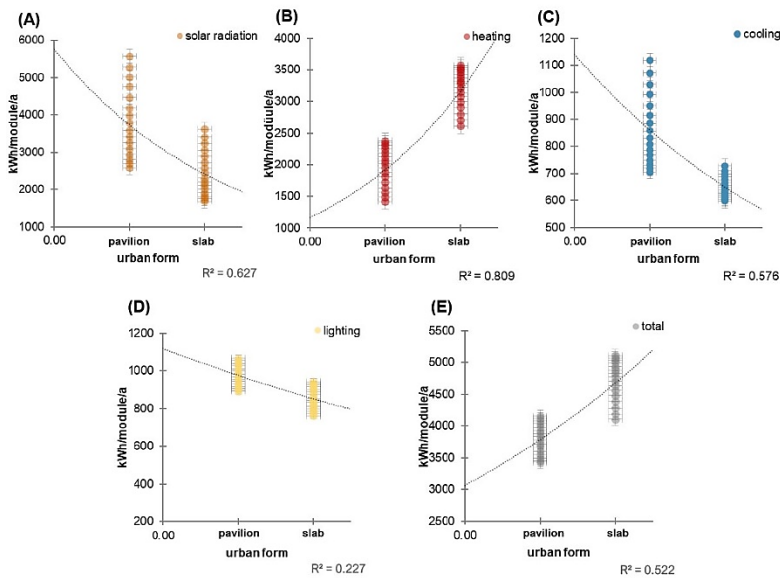 (A)
solar radiation
6000
5000
4000
3000
2000
1000
kWh/module/a
0.00
pavilion
slab
urban form
R² = 0.627
(B)
heating
4000
3500
3000
2500
2000
1500
1000
kWh/moduule/a
0.00
pavilion
slab
urban form
R² = 0.809
(C)
cooling
1200
1100
1000
900
800
700
600
500
kWh/module/a
0.00
pavilion
slab
urban form
R² = 0.576
(D)
lighting
1200
1000
800
600
400
200
kWh/module/a
0.00
pavilion
slab
urban form
R² = 0.227
(E)
total
5500
5000
4500
4000
3500
3000
2500
kWh/module/a
0.00
pavilion
slab
urban form
R² = 0.522